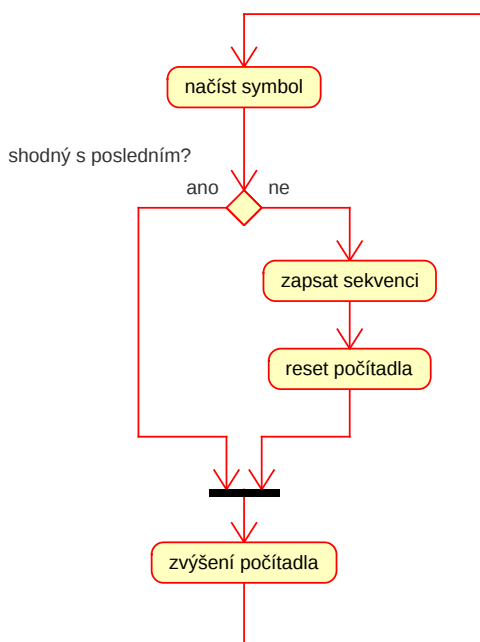 načíst symbol
shodný s posledním?
ano
ne
zapsat sekvenci
reset počítadla
zvýšení počítadla